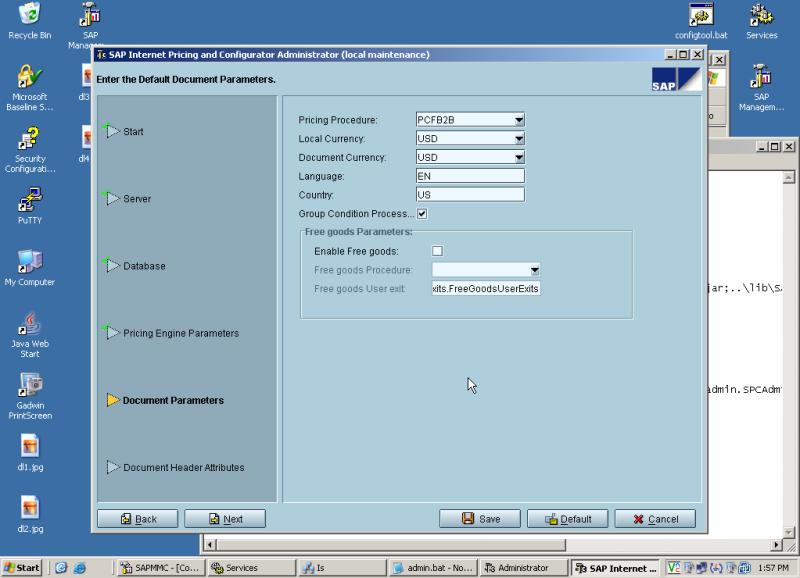 Recycle Bin
SAP
Managem...
configtool.bat
Services
SAP Internet Pricing and Configurator Administrator (local maintenance)
Enter the Default Document Parameters.
SAP
Microsoft
Baseline S...
dl3
SAP
Managem...
Start
Pricing Procedure:
PCFB2B
Local Currency:
USD
Document Currency:
USD
Language:
EN
Country:
US
Group Condition Process...
Free goods Parameters:
Enable Free goods:
Free goods Procedure:
Free goods User exit:
xits.FreeGoodsUserExits
Security
Configurati...
dl4
Server
PuTTY
Database
My Computer
jar;..\lib\S
Pricing Engine Parameters
Java Web
Start
admin.SPCAdm
Document Parameters
Gadwin
PrintScreen
dl1.jpg
Document Header Attributes
dl2.jpg
Back
Next
Save
Default
Cancel
Start
SAPMMC - [Co...
Services
Is
admin.bat - No...
Administrator
SAP Internet ...
1:57 PM